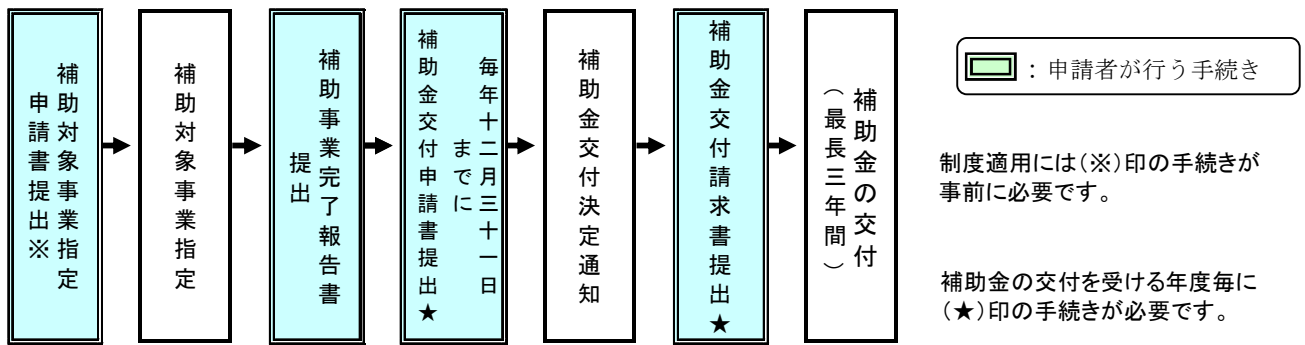 補助対象事業指定
申請書提出※
補助対象事業指定
補助事業完了報告書
提出
毎年十二月三十一日
までに
補助金交付申請書提出★
補助金交付決定通知
補助金交付請求書提出★
補助金の交付
（最長三年間）
：申請者が行う手続き
制度適用には(※)印の手続きが
事前に必要です。
補助金の交付を受ける年度毎に
(★)印の手続きが必要です。